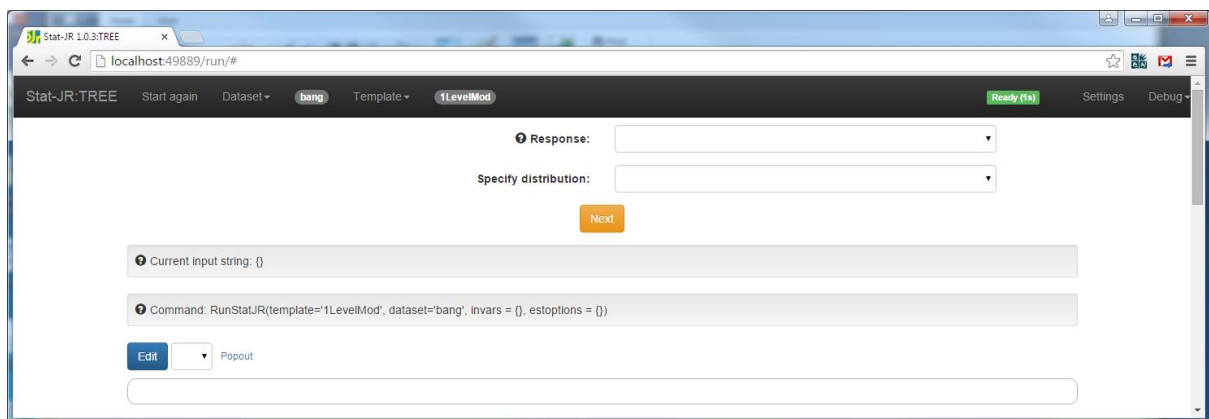 Stat-JR 1.0.3:TREE
localhost:49889/run/#
Stat-JR:TREE Start again Dataset bang Template 1LevelMod Ready (1s) Settings Debug
Response:
Specify distribution:
Next
Current input string: {}
Command: RunStatJR(template='1LevelMod', dataset='bang', invars = {}, estoptions = {})
Edit Popout